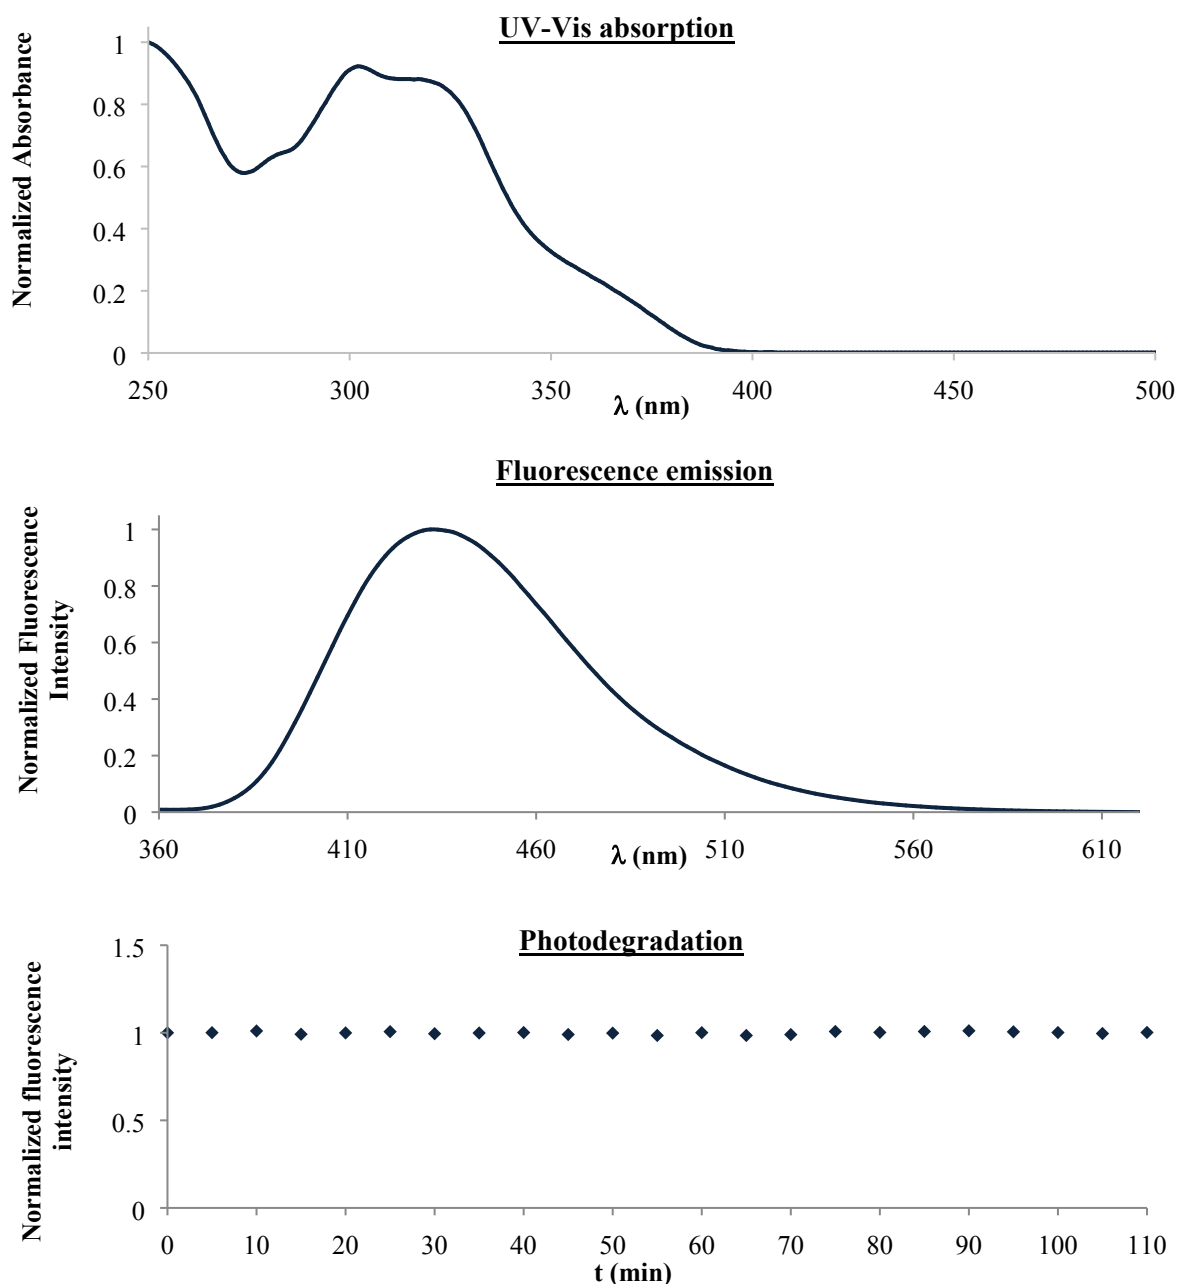 UV-Vis absorption
Normalized Absorbance
1
0.8
0.6
0.4
0.2
0
250 300 350 400 450 500
λ (nm)
Fluorescence emission
Normalized Fluorescence
Intensity
1
0.8
0.6
0.4
0.2
0
360 410 460 510 560 610
λ (nm)
Photodegradation
Normalized fluorescence
intensity
1.5
1
0.5
0
0 10 20 30 40 50 60 70 80 90 100 110
t (min)